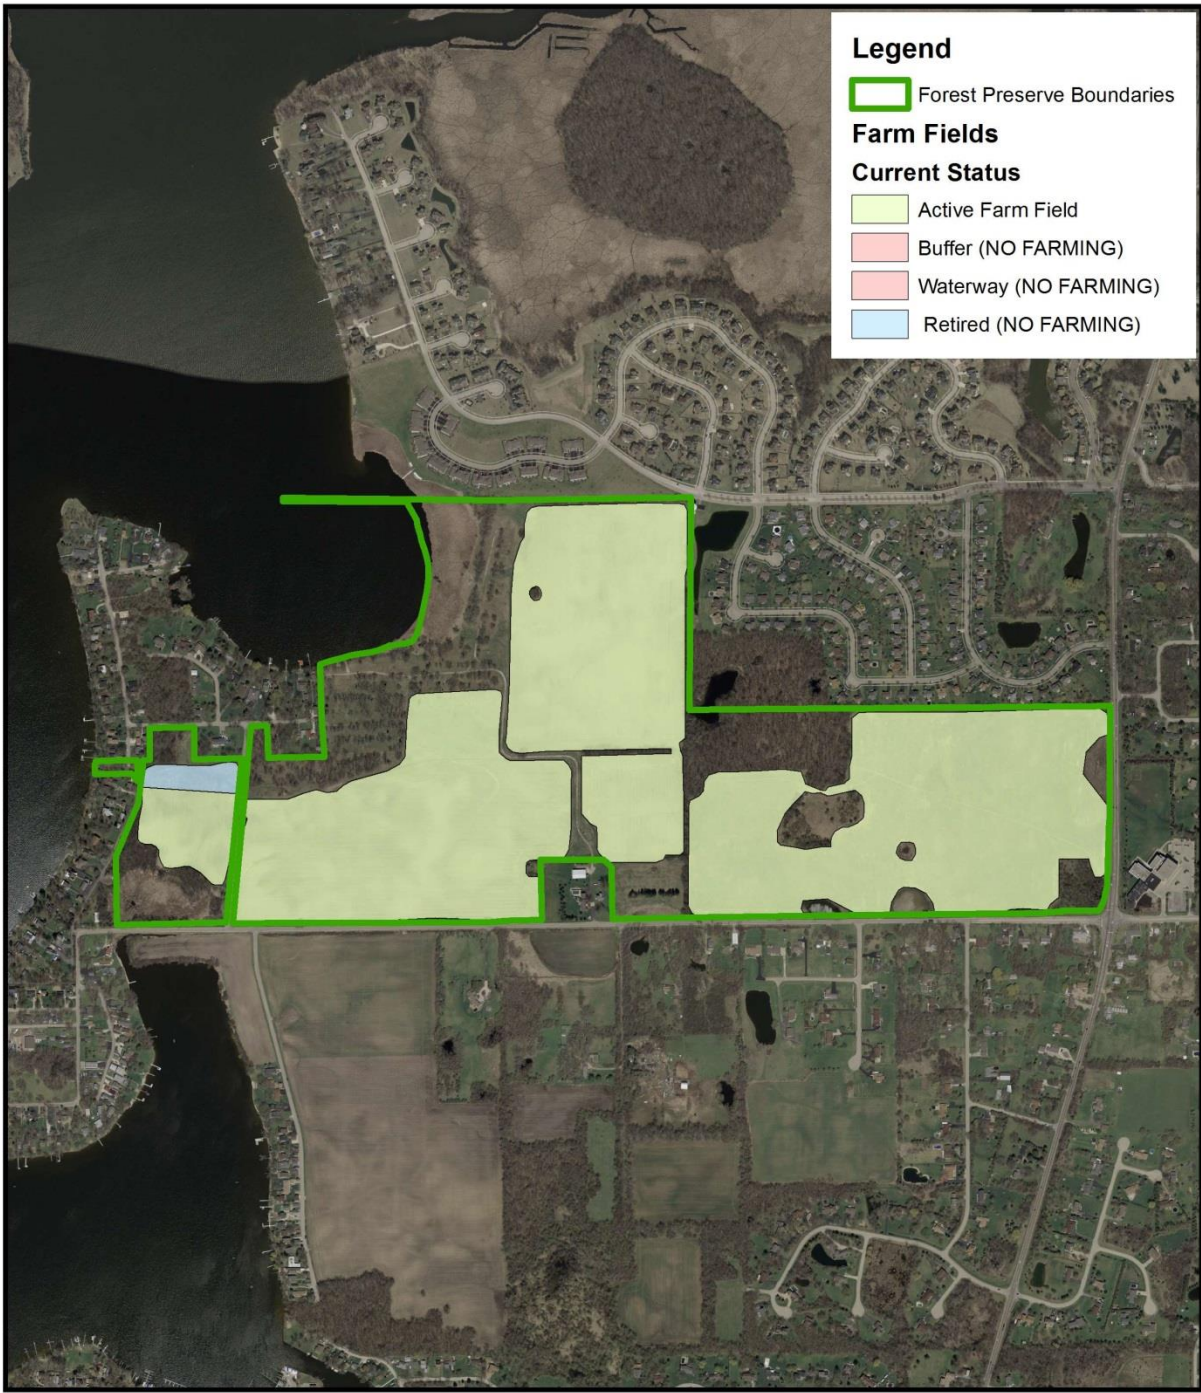 Legend
Forest Preserve Boundaries
Farm Fields
Current Status
Active Farm Field
Buffer (NO FARMING)
Waterway (NO FARMING)
Retired (NO FARMING)